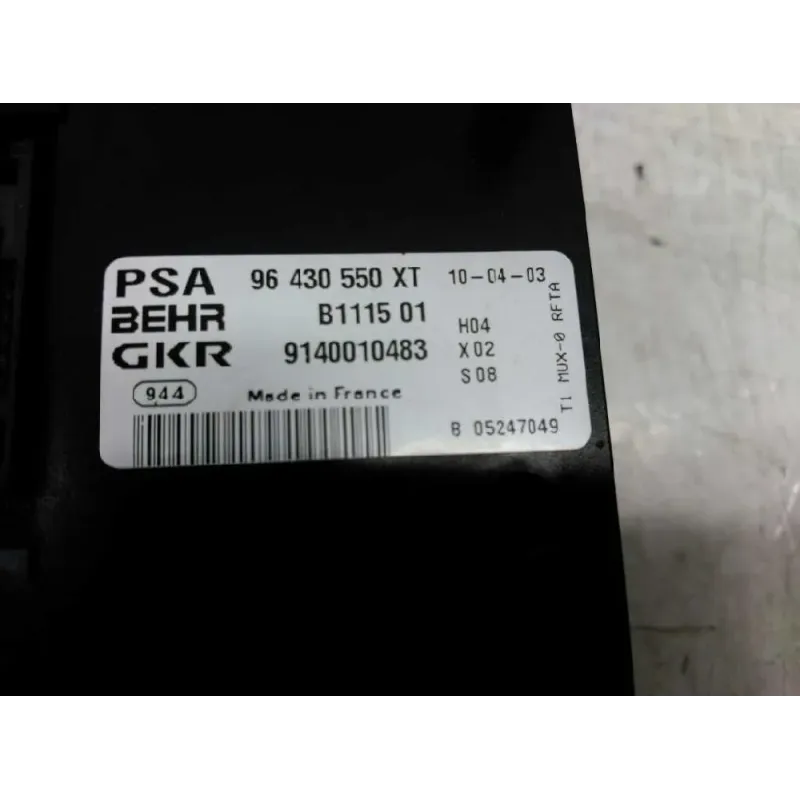 PSA 96 430 550 XT 10-04-03
BEHR B1115 01 H04
GKR 9140010483 X02
S08
944 Made in France
B 05247049
T1 MUX-0 RFTA